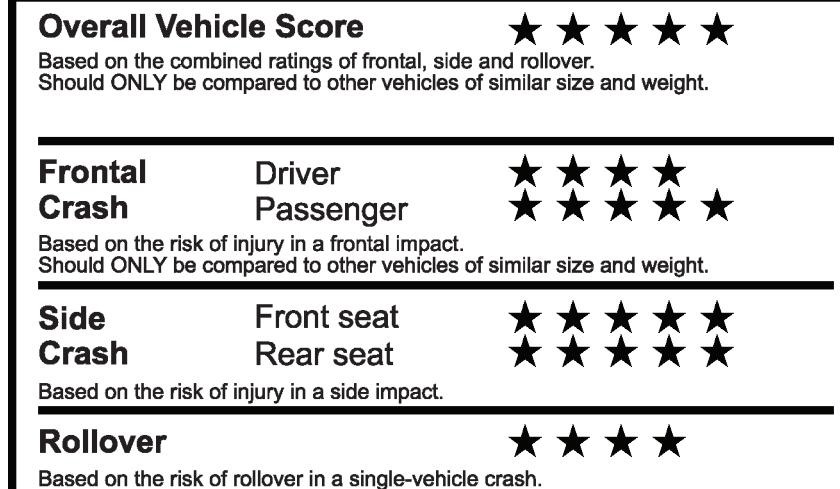 Overall Vehicle Score ★ ★ ★ ★ ★
Based on the combined ratings of frontal, side and rollover.
Should ONLY be compared to other vehicles of similar size and weight.
Frontal Driver ★ ★ ★ ★
Crash Passenger ★ ★ ★ ★ ★
Based on the risk of injury in a frontal impact.
Should ONLY be compared to other vehicles of similar size and weight.
Side Front seat ★ ★ ★ ★ ★
Crash Rear seat ★ ★ ★ ★ ★
Based on the risk of injury in a side impact.
Rollover ★ ★ ★ ★
Based on the risk of rollover in a single-vehicle crash.